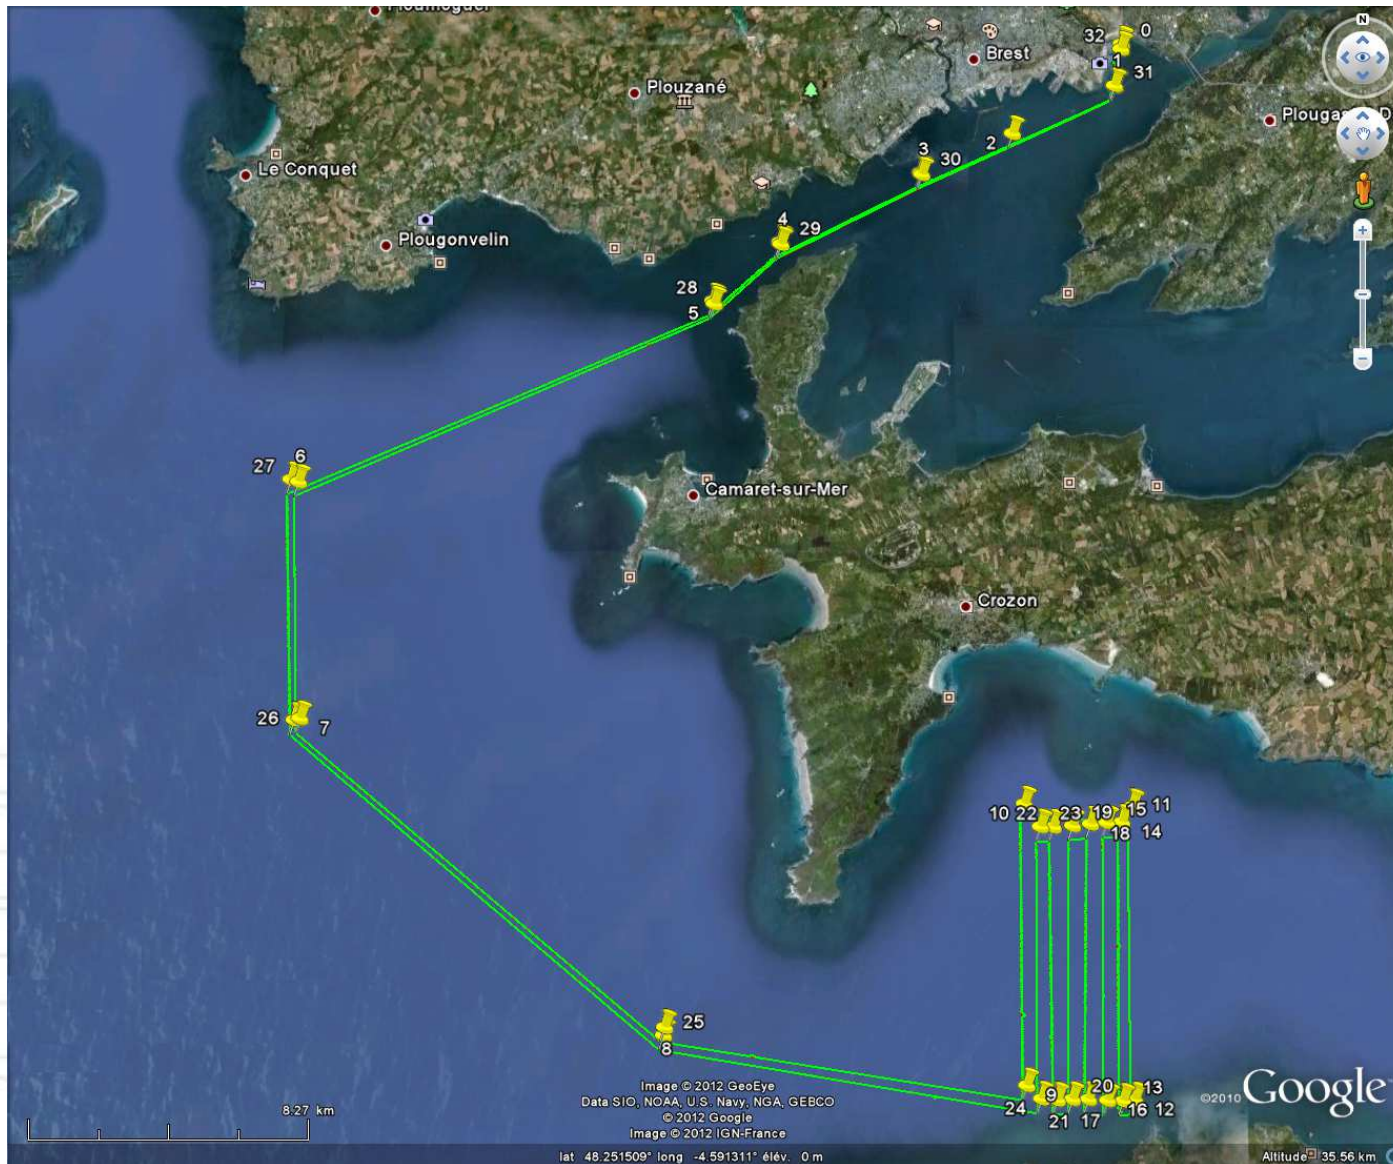 Ploumoguer
N
32 0
Brest
1
31
Plouzané
Plougas D
2
3 30
Le Conquet
4
29
Plougonvelin
28
5
27 6
Camaret-sur-Mer
Crozon
26 7
10 22 23 19 15 11
18 14
25
8
9 20 13
24 21 17 16 12
8.27 km
Image © 2012 GeoEye
Data SIO, NOAA, U.S. Navy, NGA, GEBCO
© 2012 Google
Image © 2012 IGN-France
©2010 Google
lat 48.251509° long -4.591311° élév. 0 m
Altitude 35.56 km